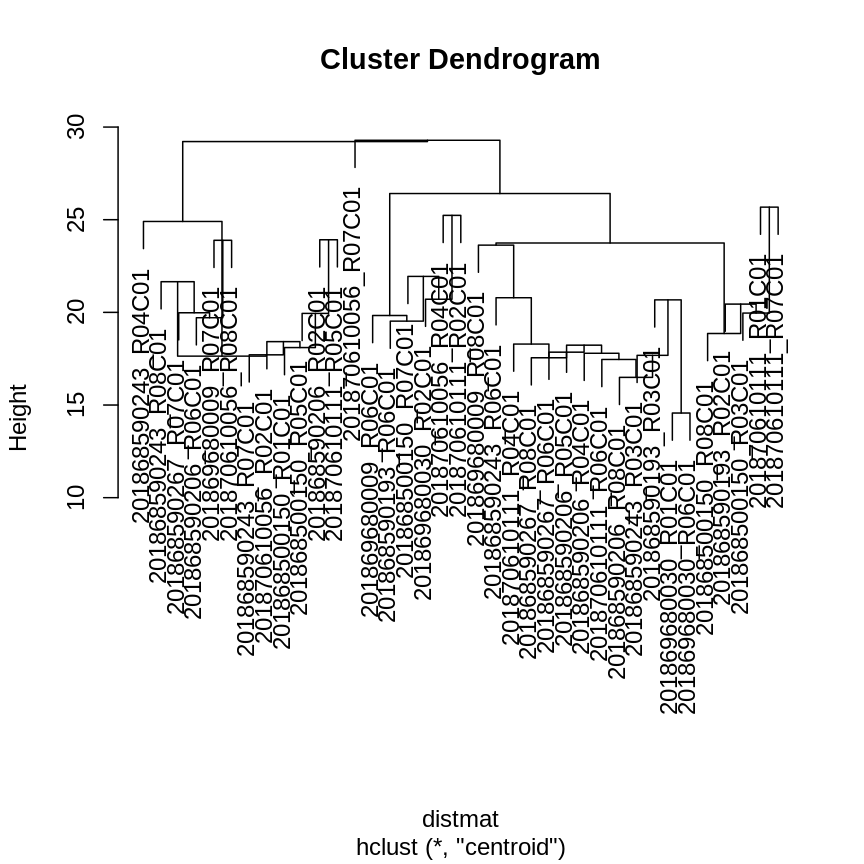 Cluster Dendrogram
Height
30
25
20
15
10
201868590243_R04C01
201868590243_R08C01
201868590267_R07C01
201868590206_R06C01
201869680009_R07C01
201870610056_R08C01
201868590243_R07C01
201870610056_R02C01
201868500150_R01C01
201868500150_R05C01
201868590206_R02C01
201870610111_R05C01
201870610056_R07C01
201869680009_R06C01
201868590193_R06C01
201868500150_R07C01
201869680030_R02C01
201870610056_R04C01
201870610111_R02C01
201869680009_R08C01
201868590243_R06C01
201870610111_R04C01
201868590267_R08C01
201868590267_R06C01
201868590206_R05C01
201868590206_R04C01
201870610111_R06C01
201868590206_R08C01
201868590243_R03C01
201868590193_R03C01
201869680030_R01C01
201869680030_R06C01
201868500150_R08C01
201868590193_R02C01
201868500150_R03C01
201870610111_R01C01
201870610111_R07C01
distmat
hclust (*, "centroid")